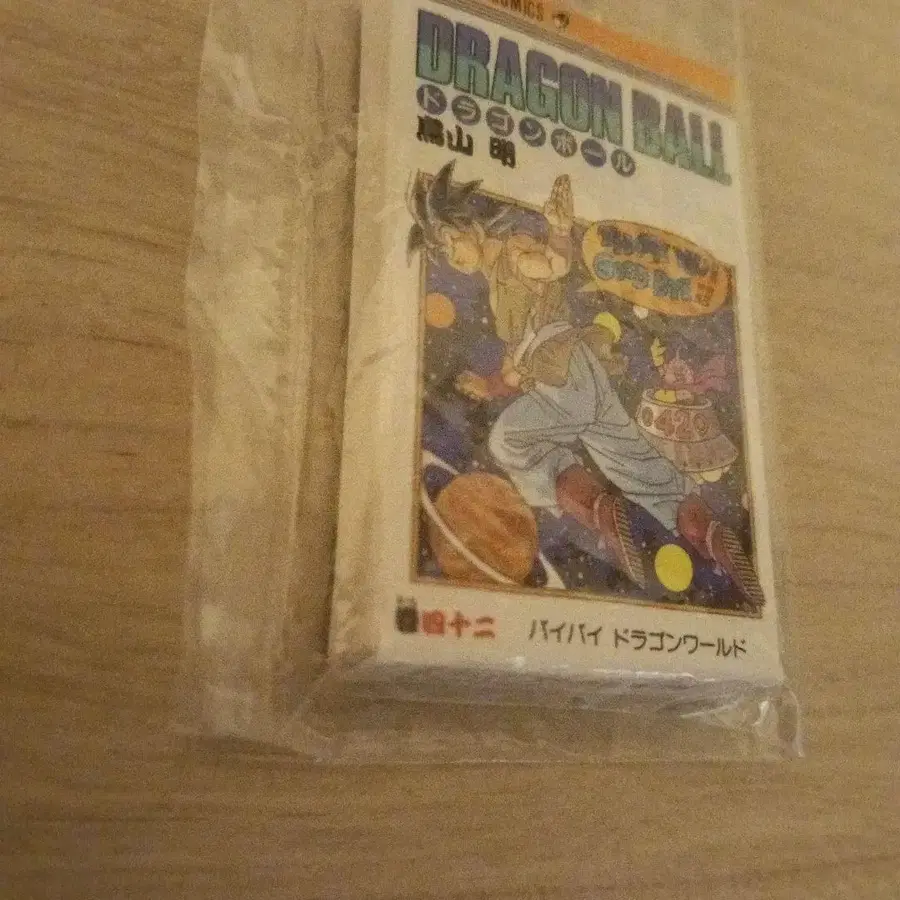 COMICS
DRAGON BALL
ドラゴンボール
鳥山 明
42
巻四十二
バイバイ ドラゴンワールド